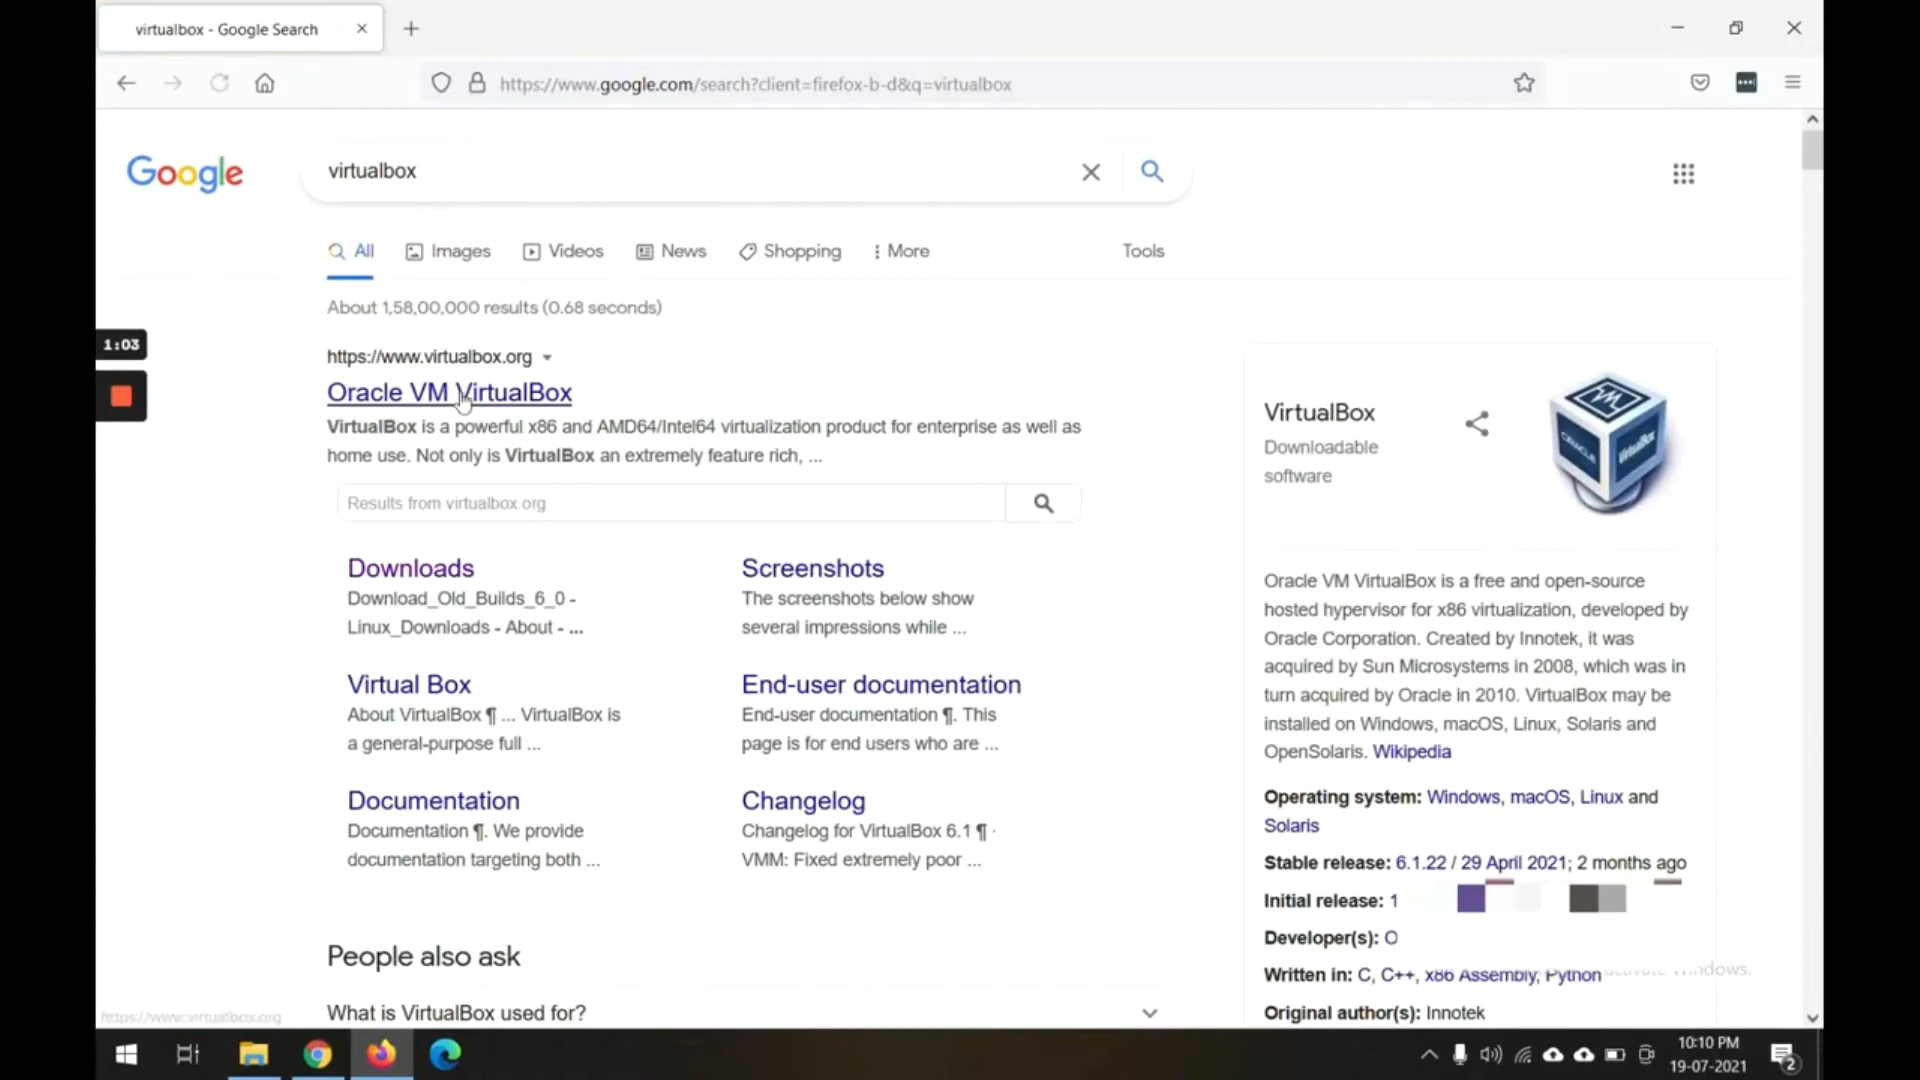 virtualbox - Google Search
https://www.google.com/search?client=firefox-b-d&q=virtualbox
Google
virtualbox
All
Images
Videos
News
Shopping
More
Tools
About 1,58,00,000 results (0.68 seconds)
1:03
https://www.virtualbox.org
Oracle VM VirtualBox
VirtualBox is a powerful x86 and AMD64/Intel64 virtualization product for enterprise as well as
home use. Not only is VirtualBox an extremely feature rich, ...
Results from virtualbox.org
Downloads
Download_Old_Builds_6_0 -
Linux_Downloads - About - ...
Screenshots
The screenshots below show
several impressions while ...
Virtual Box
About VirtualBox ¶ ... VirtualBox is
a general-purpose full ...
End-user documentation
End-user documentation ¶. This
page is for end users who are ...
Documentation
Documentation ¶. We provide
documentation targeting both ...
Changelog
Changelog for VirtualBox 6.1 ¶ ·
VMM: Fixed extremely poor ...
People also ask
What is VirtualBox used for?
VirtualBox
Downloadable
software
ORACLE
VirtualBox
Oracle VM VirtualBox is a free and open-source
hosted hypervisor for x86 virtualization, developed by
Oracle Corporation. Created by Innotek, it was
acquired by Sun Microsystems in 2008, which was in
turn acquired by Oracle in 2010. VirtualBox may be
installed on Windows, macOS, Linux, Solaris and
OpenSolaris. Wikipedia
Operating system: Windows, macOS, Linux and
Solaris
Stable release: 6.1.22 / 29 April 2021; 2 months ago
Initial release: 1
Developer(s): O
Written in: C, C++, x86 Assembly, Python
Original author(s): Innotek
https://www.virtualbox.org
10:10 PM
19-07-2021
2